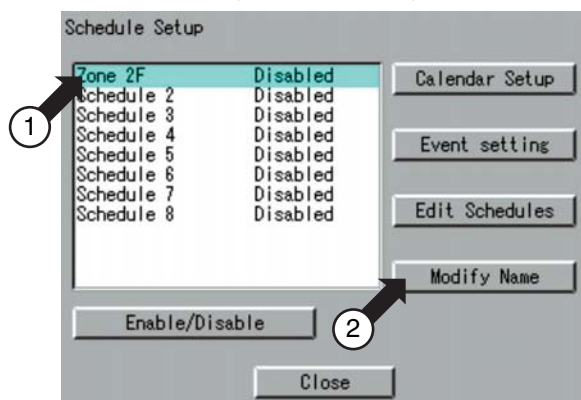 Schedule Setup
Zone 2F Disabled
Schedule 2 Disabled
Schedule 3 Disabled
Schedule 4 Disabled
Schedule 5 Disabled
Schedule 6 Disabled
Schedule 7 Disabled
Schedule 8 Disabled
Calendar Setup
Event setting
Edit Schedules
Modify Name
Enable/Disable
Close
1
2